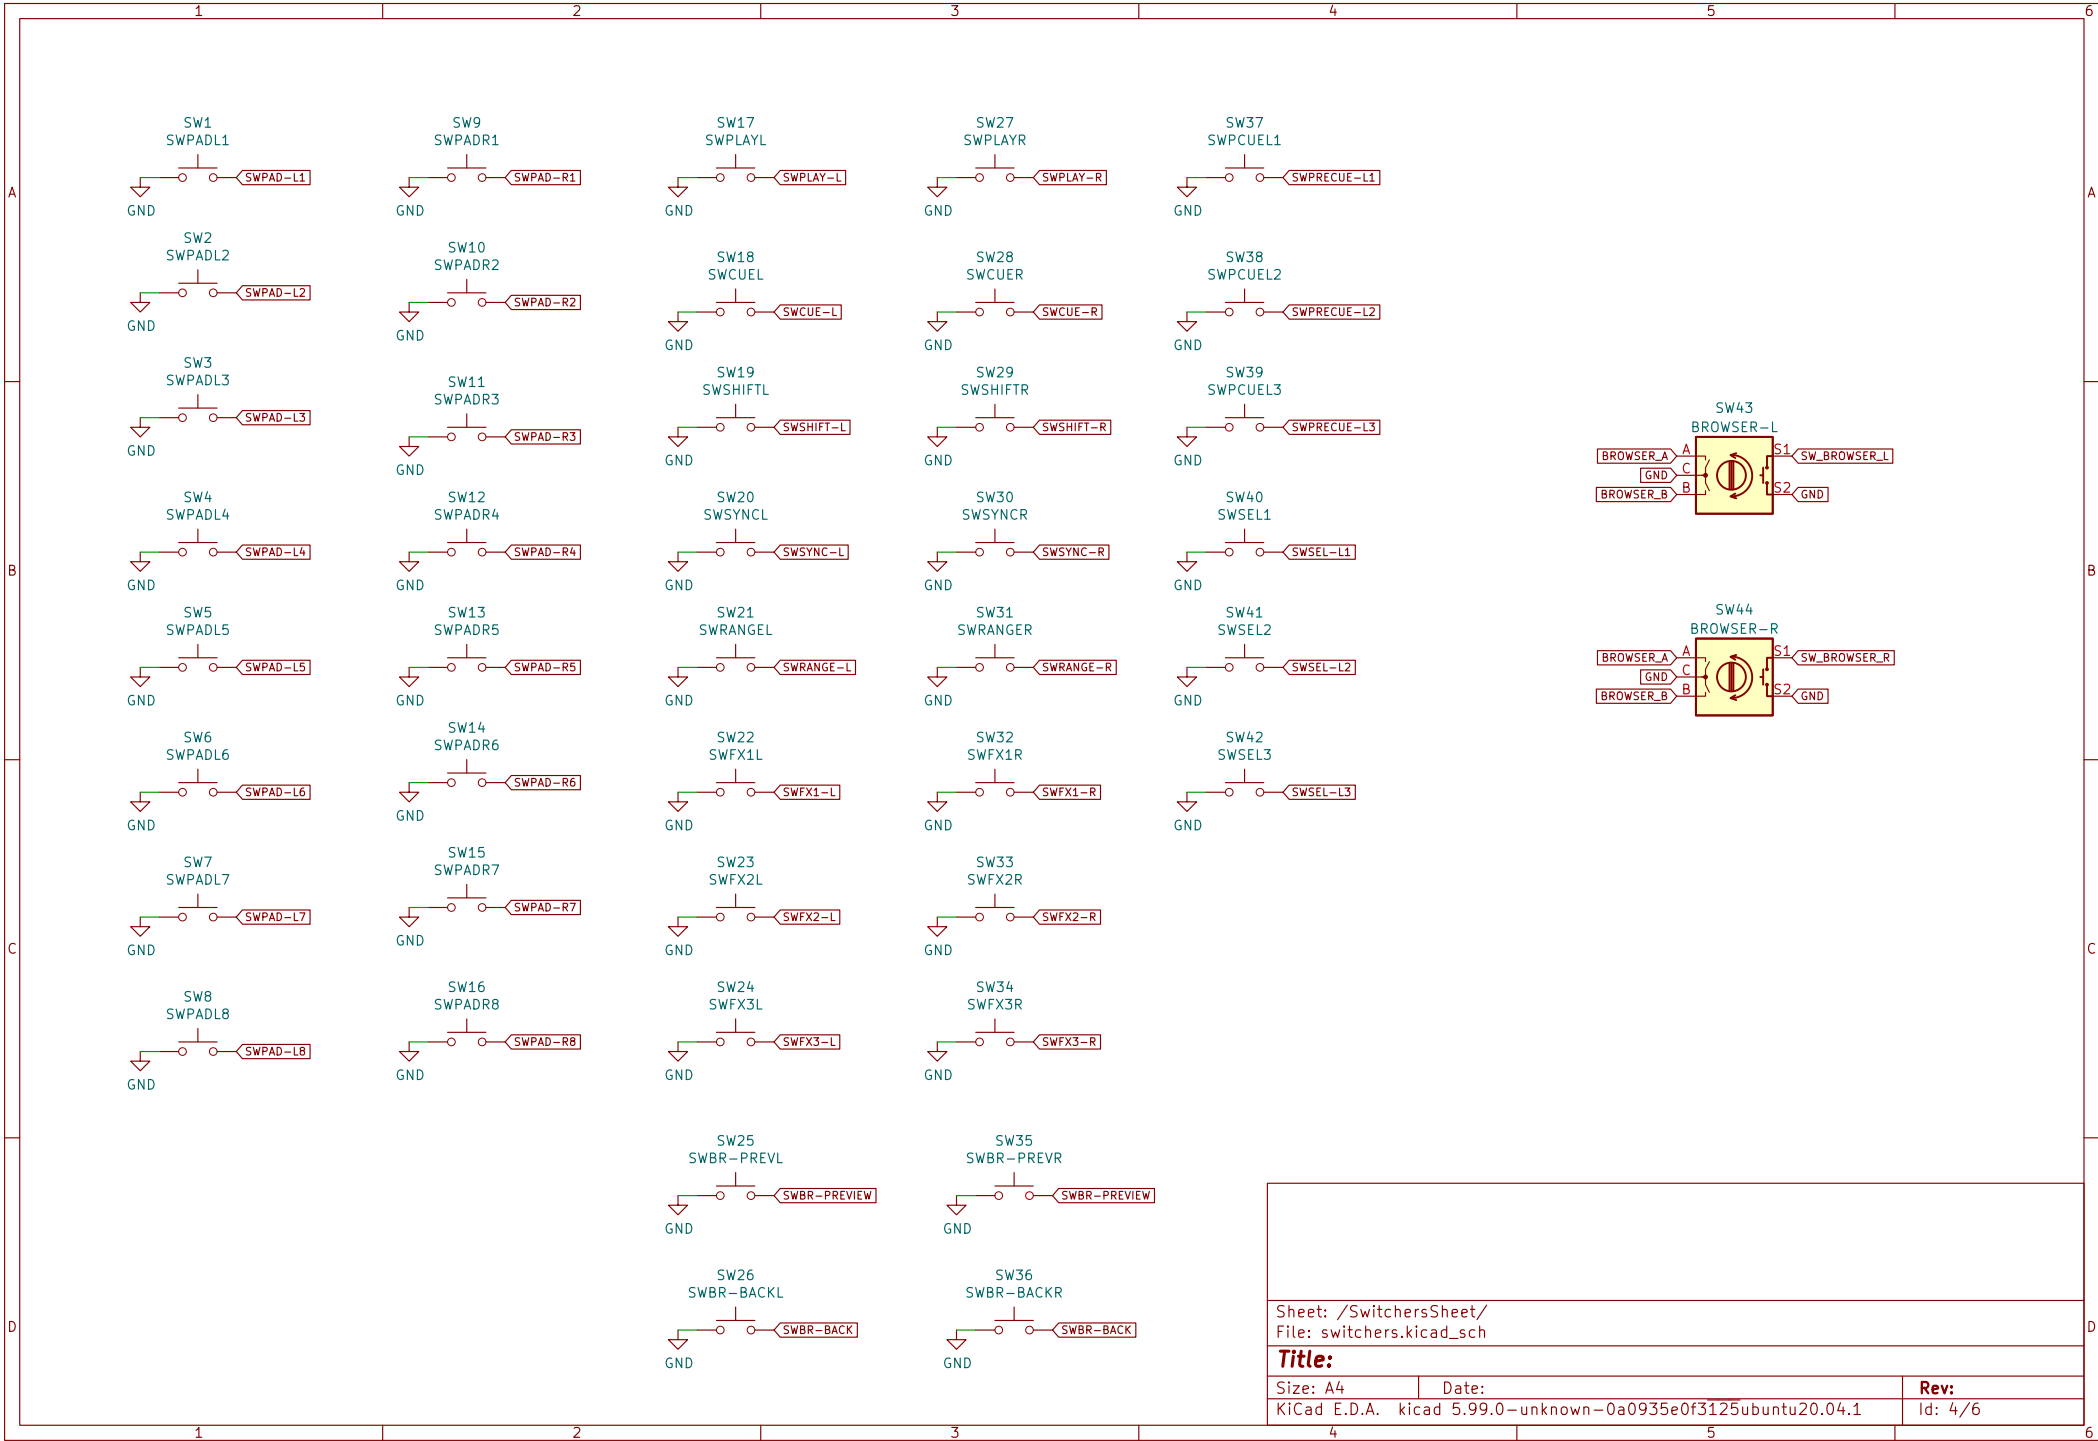 1 2 3 4 5 6
A
B
C
D
SW1
SWPADL1
SWPAD-L1
GND
SW2
SWPADL2
SWPAD-L2
GND
SW3
SWPADL3
SWPAD-L3
GND
SW4
SWPADL4
SWPAD-L4
GND
SW5
SWPADL5
SWPAD-L5
GND
SW6
SWPADL6
SWPAD-L6
GND
SW7
SWPADL7
SWPAD-L7
GND
SW8
SWPADL8
SWPAD-L8
GND
SW9
SWPADR1
SWPAD-R1
GND
SW10
SWPADR2
SWPAD-R2
GND
SW11
SWPADR3
SWPAD-R3
GND
SW12
SWPADR4
SWPAD-R4
GND
SW13
SWPADR5
SWPAD-R5
GND
SW14
SWPADR6
SWPAD-R6
GND
SW15
SWPADR7
SWPAD-R7
GND
SW16
SWPADR8
SWPAD-R8
GND
SW17
SWPLAYL
SWPLAY-L
GND
SW18
SWCUEL
SWCUE-L
GND
SW19
SWSHIFTL
SWSHIFT-L
GND
SW20
SWSYNCL
SWSYNC-L
GND
SW21
SWRANGEL
SWRANGE-L
GND
SW22
SWFX1L
SWFX1-L
GND
SW23
SWFX2L
SWFX2-L
GND
SW24
SWFX3L
SWFX3-L
GND
SW25
SWBR-PREVL
SWBR-PREVIEW
GND
SW26
SWBR-BACKL
SWBR-BACK
GND
SW27
SWPLAYR
SWPLAY-R
GND
SW28
SWCUER
SWCUE-R
GND
SW29
SWSHIFTR
SWSHIFT-R
GND
SW30
SWSYNCR
SWSYNC-R
GND
SW31
SWRANGER
SWRANGE-R
GND
SW32
SWFX1R
SWFX1-R
GND
SW33
SWFX2R
SWFX2-R
GND
SW34
SWFX3R
SWFX3-R
GND
SW35
SWBR-PREVR
SWBR-PREVIEW
GND
SW36
SWBR-BACKR
SWBR-BACK
GND
SW37
SWPCUEL1
SWPRECUE-L1
GND
SW38
SWPCUEL2
SWPRECUE-L2
GND
SW39
SWPCUEL3
SWPRECUE-L3
GND
SW40
SWSEL1
SWSEL-L1
GND
SW41
SWSEL2
SWSEL-L2
GND
SW42
SWSEL3
SWSEL-L3
GND
SW43
BROWSER-L
BROWSER_A A S1 SW_BROWSER_L
GND C
BROWSER_B B S2 GND
SW44
BROWSER-R
BROWSER_A A S1 SW_BROWSER_R
GND C
BROWSER_B B S2 GND
Sheet: /SwitchersSheet/
File: switchers.kicad_sch
Title:
Size: A4 Date: Rev:
KiCad E.D.A. kicad 5.99.0-unknown-0a0935e0f3125ubuntu20.04.1 Id: 4/6
A
B
C
D
1 2 3 4 5 6